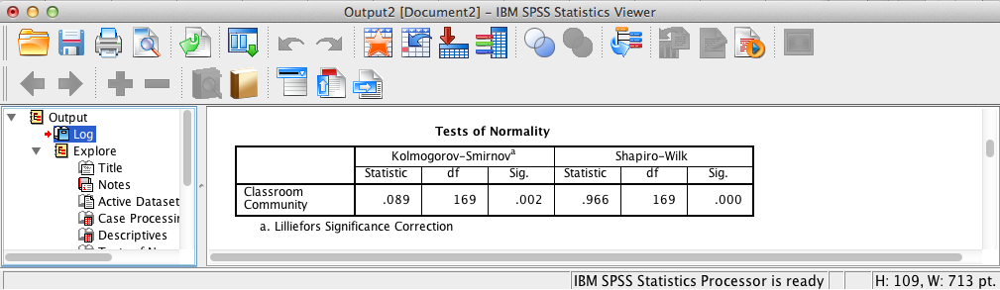 Output2 [Document2] – IBM SPSS Statistics Viewer
Output
Log
Explore
Title
Notes
Active Dataset
Case Processin
Descriptives
Tests of Normality
Kolmogorov-Smirnovᵃ Shapiro-Wilk
Statistic df Sig. Statistic df Sig.
Classroom
Community .089 169 .002 .966 169 .000
a. Lilliefors Significance Correction
IBM SPSS Statistics Processor is ready H: 109, W: 713 pt.